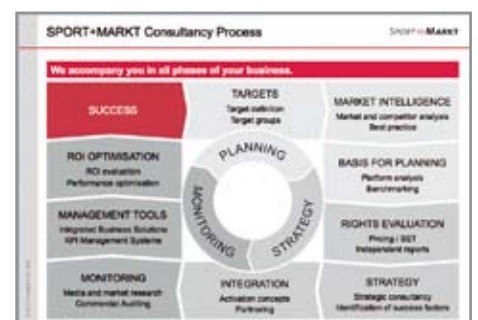 SPORT+MARKT Consultancy Process
SPORT+MARKT
We accompany you in all phases of your business.
SUCCESS
TARGETS
Target definition
Target groups
MARKET INTELLIGENCE
Market and competitor analysis
Best practice
ROI OPTIMISATION
ROI evaluation
Performance optimisation
PLANNING
BASIS FOR PLANNING
Platform analysis
Benchmarking
MANAGEMENT TOOLS
Integrated Business Solutions
KPI Management Systems
MONITORING
STRATEGY
RIGHTS EVALUATION
Pricing / SET
Independent reports
MONITORING
Media and market research
Commercial Auditing
INTEGRATION
Activation concepts
Partnering
STRATEGY
Strategic consultancy
Identification of success factors